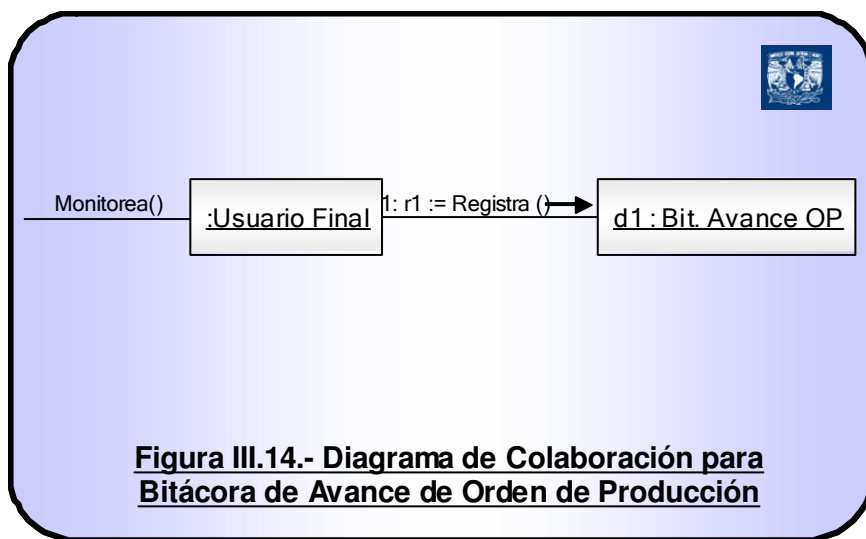 Monitorea()
:Usuario Final
1: r1 := Registra ()
d1 : Bit. Avance OP
Figura III.14.- Diagrama de Colaboración para
Bitácora de Avance de Orden de Producción